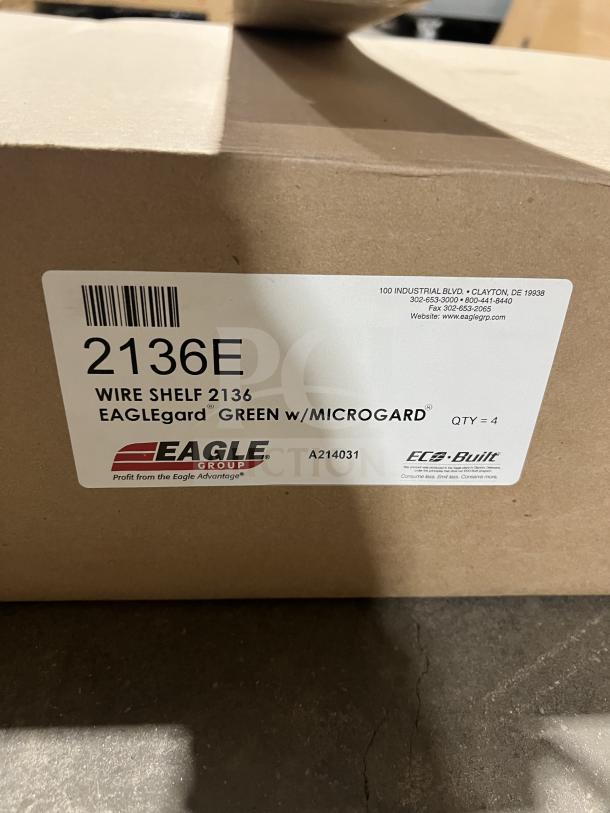 100 INDUSTRIAL BLVD. • CLAYTON, DE 19938
302-653-3000 • 800-441-8440
Fax 302-653-2065
Website: www.eaglegrp.com
2136E
WIRE SHELF 2136
EAGLEgard® GREEN w/MICROGARD®
QTY = 4
EAGLE®
GROUP
Profit from the Eagle Advantage®
A214031
ECO•Built®
Consume less. Emit less. Conserve more.
PCI
AUCTIONS